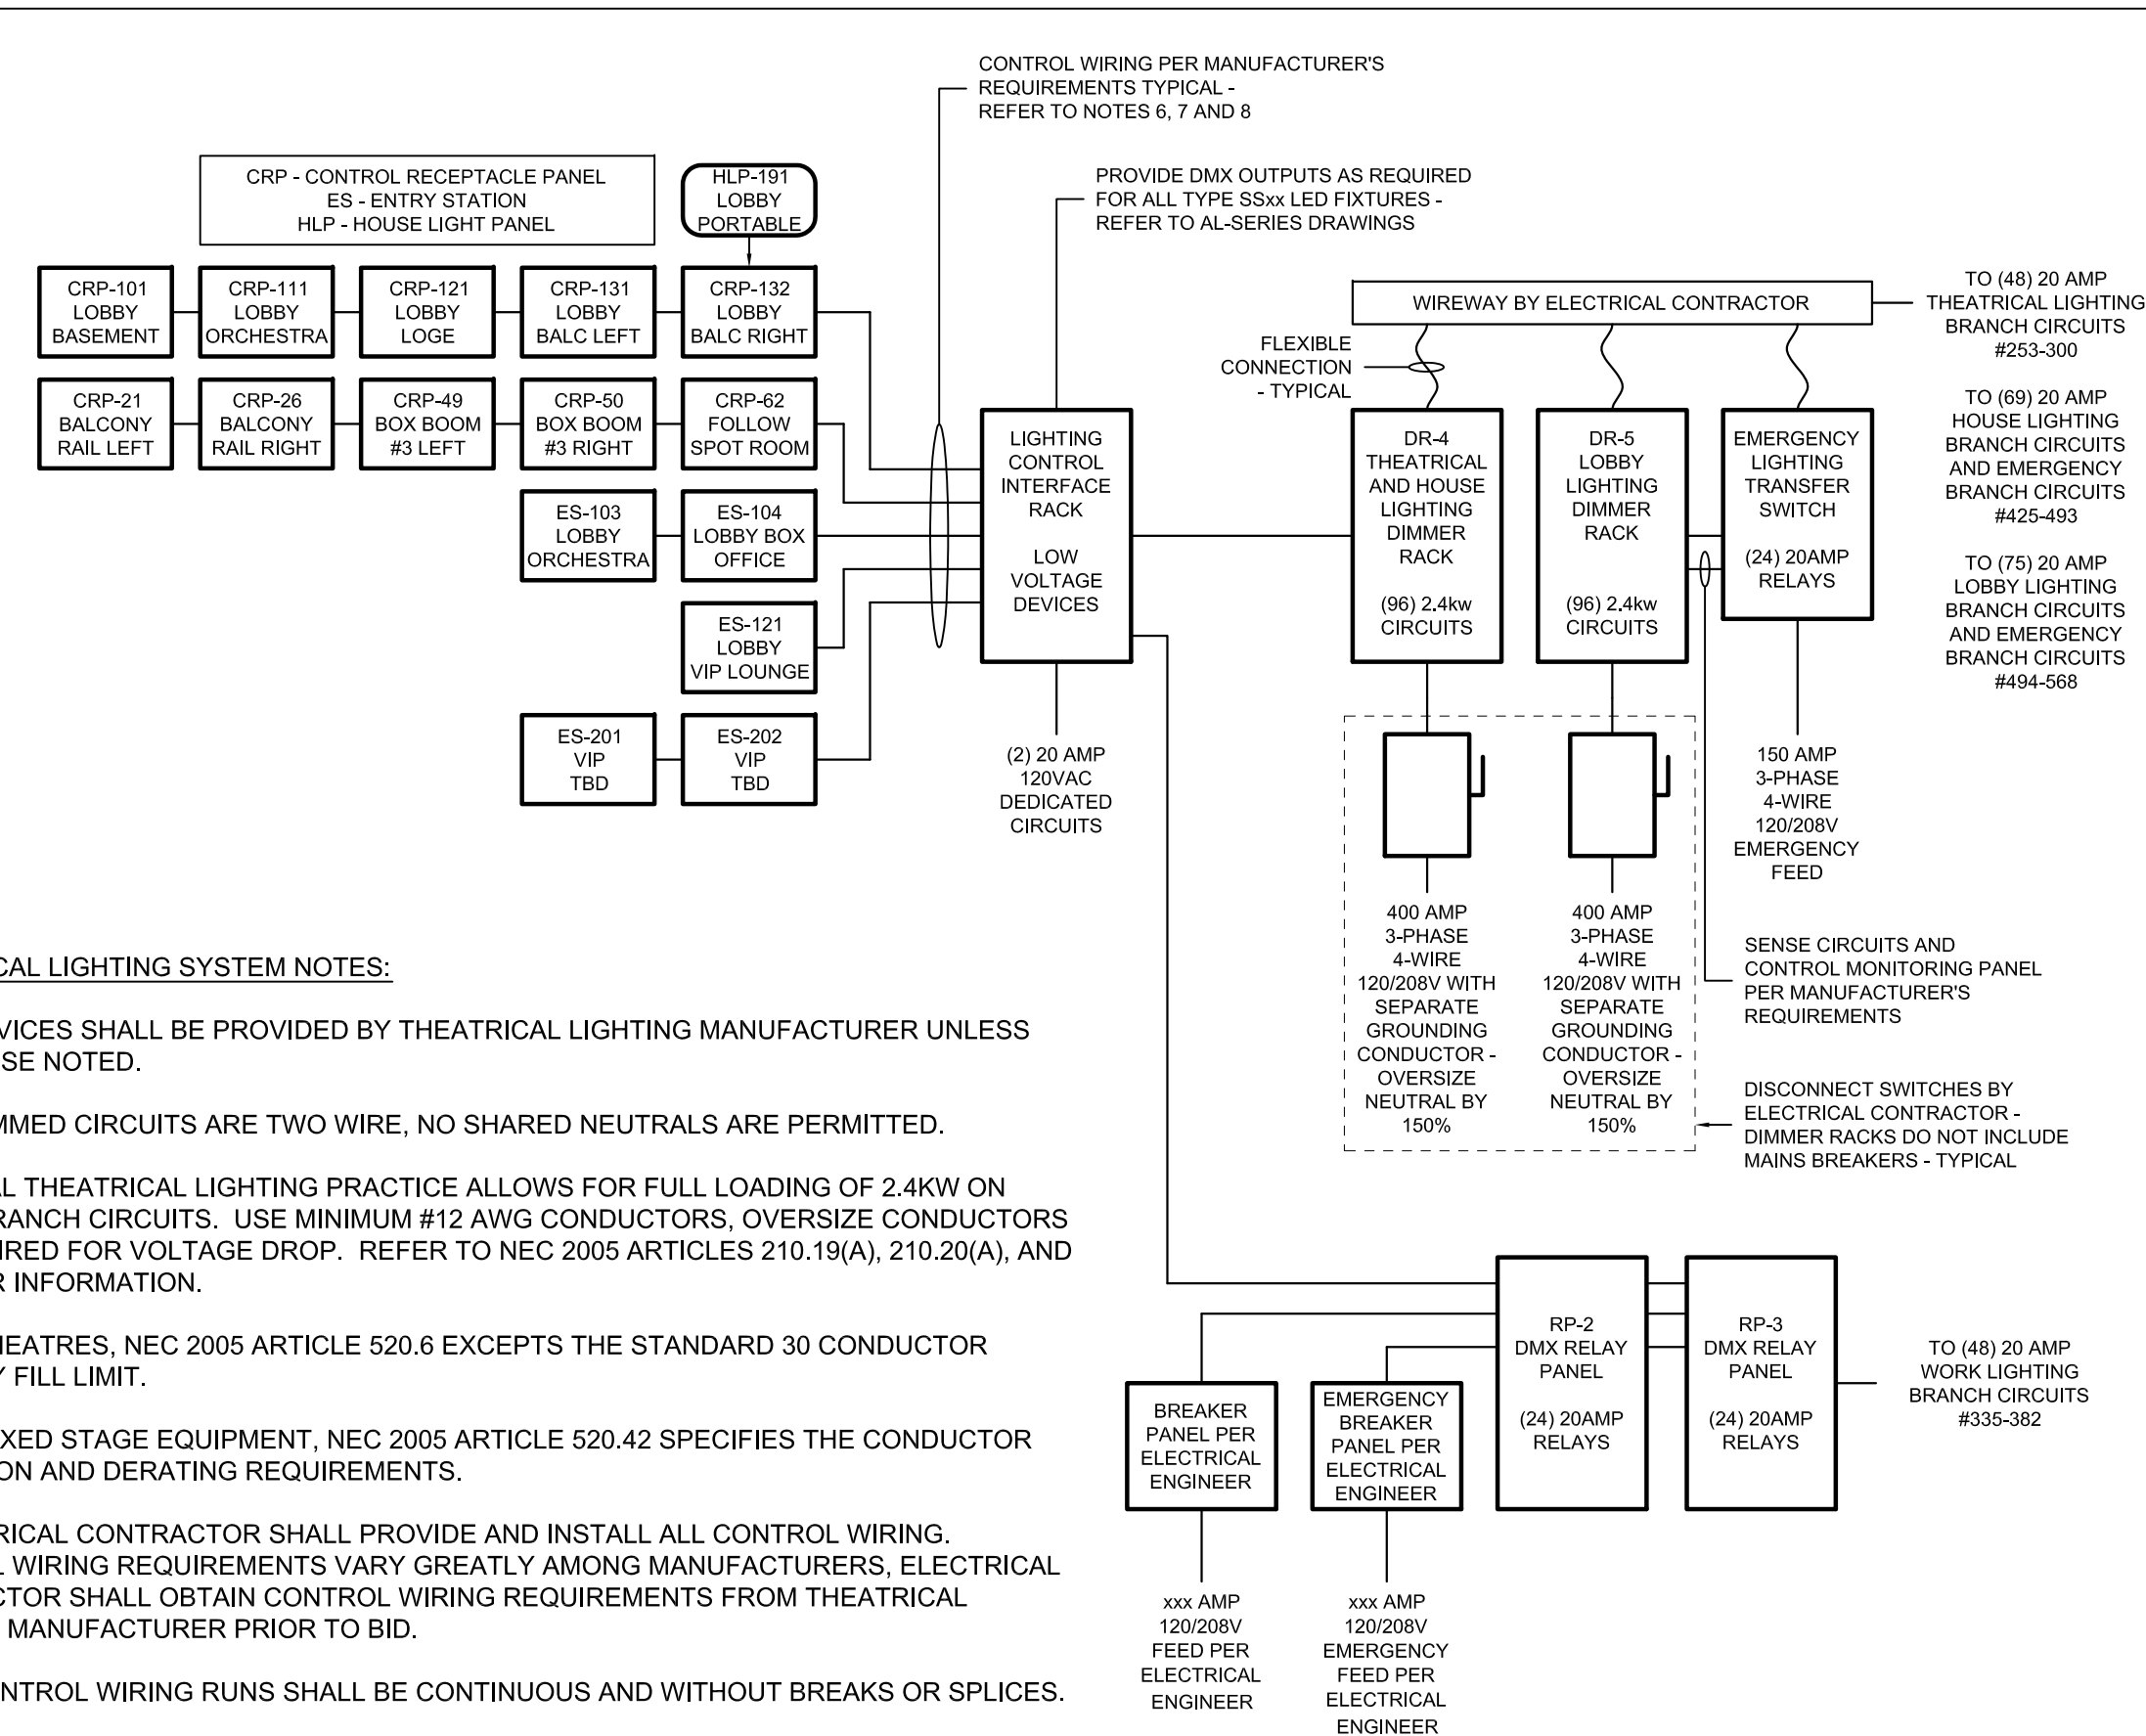 CONTROL WIRING PER MANUFACTURER'S
REQUIREMENTS TYPICAL -
REFER TO NOTES 6, 7 AND 8
CRP - CONTROL RECEPTACLE PANEL
ES - ENTRY STATION
HLP - HOUSE LIGHT PANEL
HLP-191
LOBBY
PORTABLE
PROVIDE DMX OUTPUTS AS REQUIRED
FOR ALL TYPE SSxx LED FIXTURES -
REFER TO AL-SERIES DRAWINGS
CRP-101
LOBBY
BASEMENT
CRP-111
LOBBY
ORCHESTRA
CRP-121
LOBBY
LOGE
CRP-131
LOBBY
BALC LEFT
CRP-132
LOBBY
BALC RIGHT
CRP-21
BALCONY
RAIL LEFT
CRP-26
BALCONY
RAIL RIGHT
CRP-49
BOX BOOM
#3 LEFT
CRP-50
BOX BOOM
#3 RIGHT
CRP-62
FOLLOW
SPOT ROOM
ES-103
LOBBY
ORCHESTRA
ES-104
LOBBY BOX
OFFICE
ES-121
LOBBY
VIP LOUNGE
ES-201
VIP
TBD
ES-202
VIP
TBD
LIGHTING
CONTROL
INTERFACE
RACK
LOW
VOLTAGE
DEVICES
(2) 20 AMP
120VAC
DEDICATED
CIRCUITS
WIREWAY BY ELECTRICAL CONTRACTOR
FLEXIBLE
CONNECTION
- TYPICAL
DR-4
THEATRICAL
AND HOUSE
LIGHTING
DIMMER
RACK
(96) 2.4kw
CIRCUITS
DR-5
LOBBY
LIGHTING
DIMMER
RACK
(96) 2.4kw
CIRCUITS
EMERGENCY
LIGHTING
TRANSFER
SWITCH
(24) 20AMP
RELAYS
TO (48) 20 AMP
THEATRICAL LIGHTING
BRANCH CIRCUITS
#253-300
TO (69) 20 AMP
HOUSE LIGHTING
BRANCH CIRCUITS
AND EMERGENCY
BRANCH CIRCUITS
#425-493
TO (75) 20 AMP
LOBBY LIGHTING
BRANCH CIRCUITS
AND EMERGENCY
BRANCH CIRCUITS
#494-568
400 AMP
3-PHASE
4-WIRE
120/208V WITH
SEPARATE
GROUNDING
CONDUCTOR -
OVERSIZE
NEUTRAL BY
150%
400 AMP
3-PHASE
4-WIRE
120/208V WITH
SEPARATE
GROUNDING
CONDUCTOR -
OVERSIZE
NEUTRAL BY
150%
150 AMP
3-PHASE
4-WIRE
120/208V
EMERGENCY
FEED
SENSE CIRCUITS AND
CONTROL MONITORING PANEL
PER MANUFACTURER'S
REQUIREMENTS
DISCONNECT SWITCHES BY
ELECTRICAL CONTRACTOR -
DIMMER RACKS DO NOT INCLUDE
MAINS BREAKERS - TYPICAL
CAL LIGHTING SYSTEM NOTES:
VICES SHALL BE PROVIDED BY THEATRICAL LIGHTING MANUFACTURER UNLESS
SE NOTED.
MMED CIRCUITS ARE TWO WIRE, NO SHARED NEUTRALS ARE PERMITTED.
AL THEATRICAL LIGHTING PRACTICE ALLOWS FOR FULL LOADING OF 2.4KW ON
RANCH CIRCUITS. USE MINIMUM #12 AWG CONDUCTORS, OVERSIZE CONDUCTORS
IRED FOR VOLTAGE DROP. REFER TO NEC 2005 ARTICLES 210.19(A), 210.20(A), AND
R INFORMATION.
HEATRES, NEC 2005 ARTICLE 520.6 EXCEPTS THE STANDARD 30 CONDUCTOR
Y FILL LIMIT.
XED STAGE EQUIPMENT, NEC 2005 ARTICLE 520.42 SPECIFIES THE CONDUCTOR
ON AND DERATING REQUIREMENTS.
RICAL CONTRACTOR SHALL PROVIDE AND INSTALL ALL CONTROL WIRING.
L WIRING REQUIREMENTS VARY GREATLY AMONG MANUFACTURERS, ELECTRICAL
CTOR SHALL OBTAIN CONTROL WIRING REQUIREMENTS FROM THEATRICAL
MANUFACTURER PRIOR TO BID.
NTROL WIRING RUNS SHALL BE CONTINUOUS AND WITHOUT BREAKS OR SPLICES.
BREAKER
PANEL PER
ELECTRICAL
ENGINEER
EMERGENCY
BREAKER
PANEL PER
ELECTRICAL
ENGINEER
RP-2
DMX RELAY
PANEL
(24) 20AMP
RELAYS
RP-3
DMX RELAY
PANEL
(24) 20AMP
RELAYS
TO (48) 20 AMP
WORK LIGHTING
BRANCH CIRCUITS
#335-382
xxx AMP
120/208V
FEED PER
ELECTRICAL
ENGINEER
xxx AMP
120/208V
EMERGENCY
FEED PER
ELECTRICAL
ENGINEER